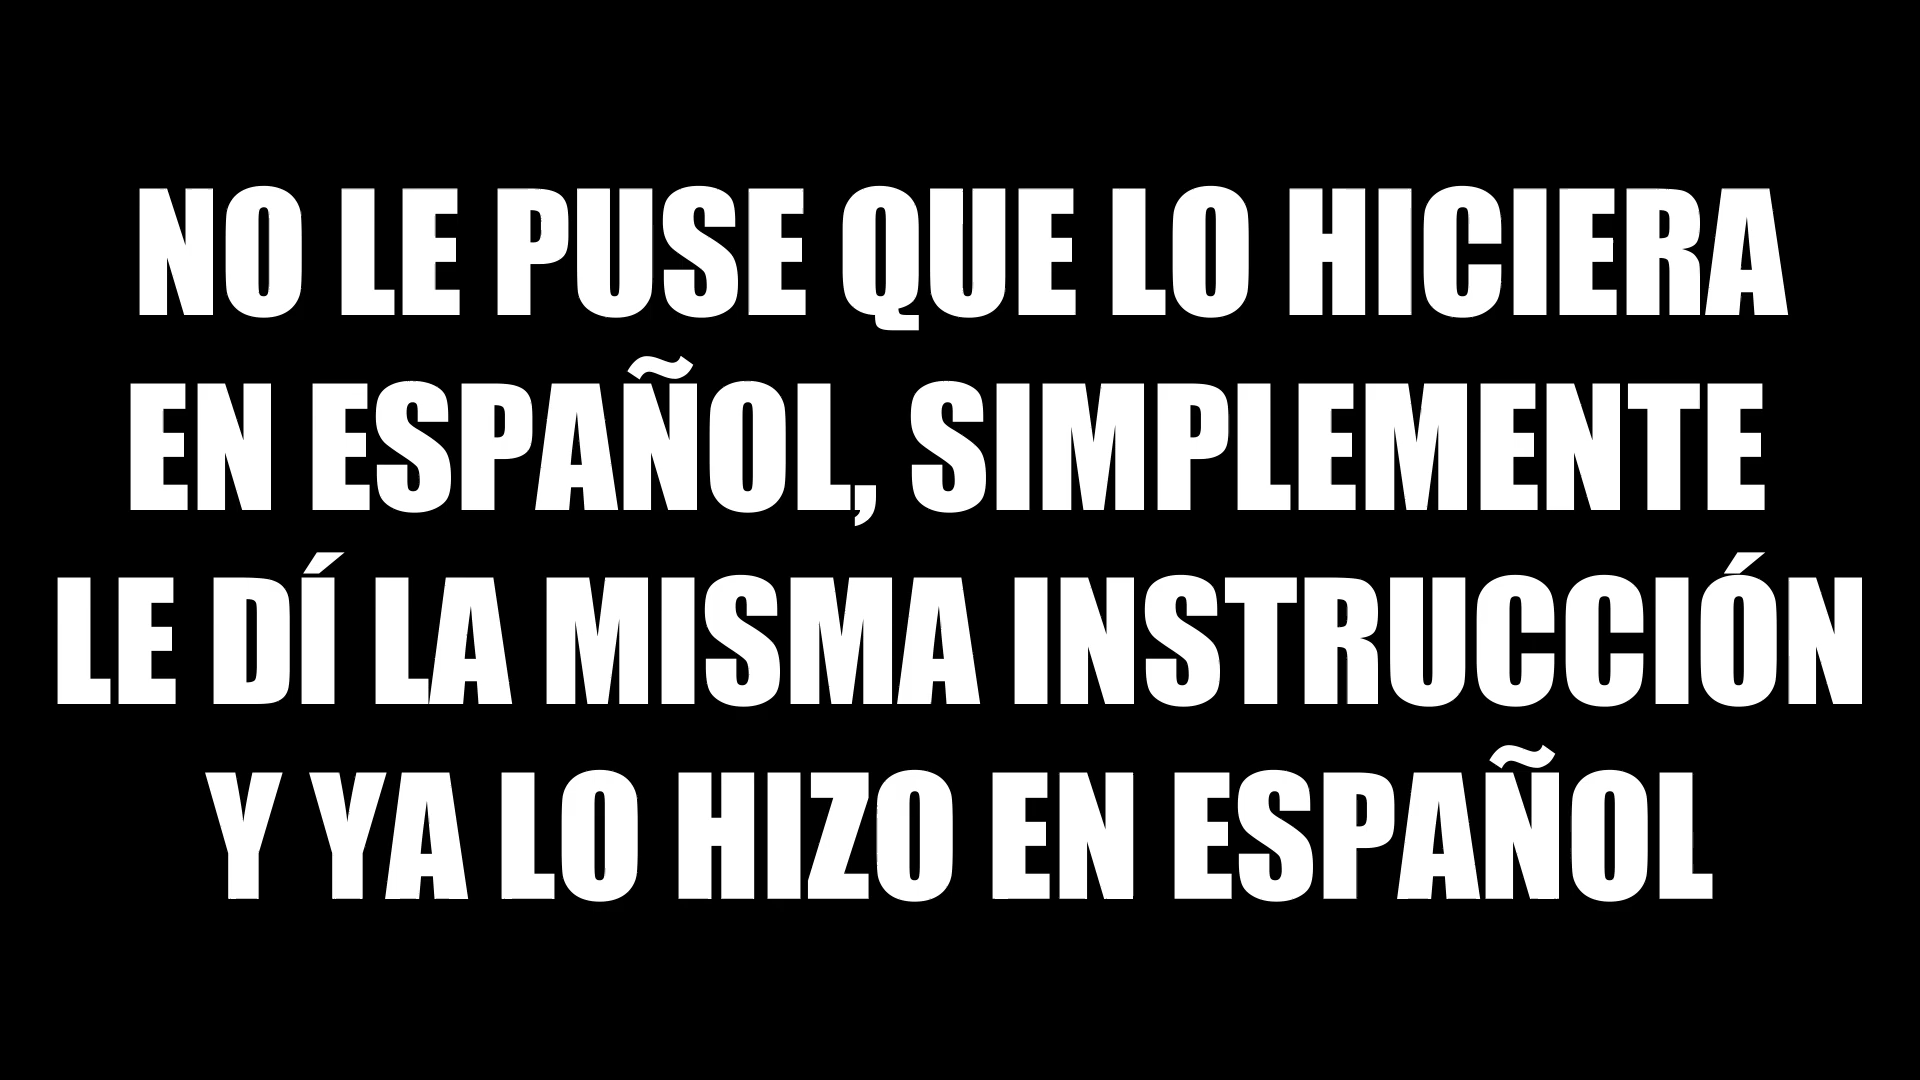 NO LE PUSE QUE LO HICIERA
EN ESPAÑOL, SIMPLEMENTE
LE DÍ LA MISMA INSTRUCCIÓN
Y YA LO HIZO EN ESPAÑOL